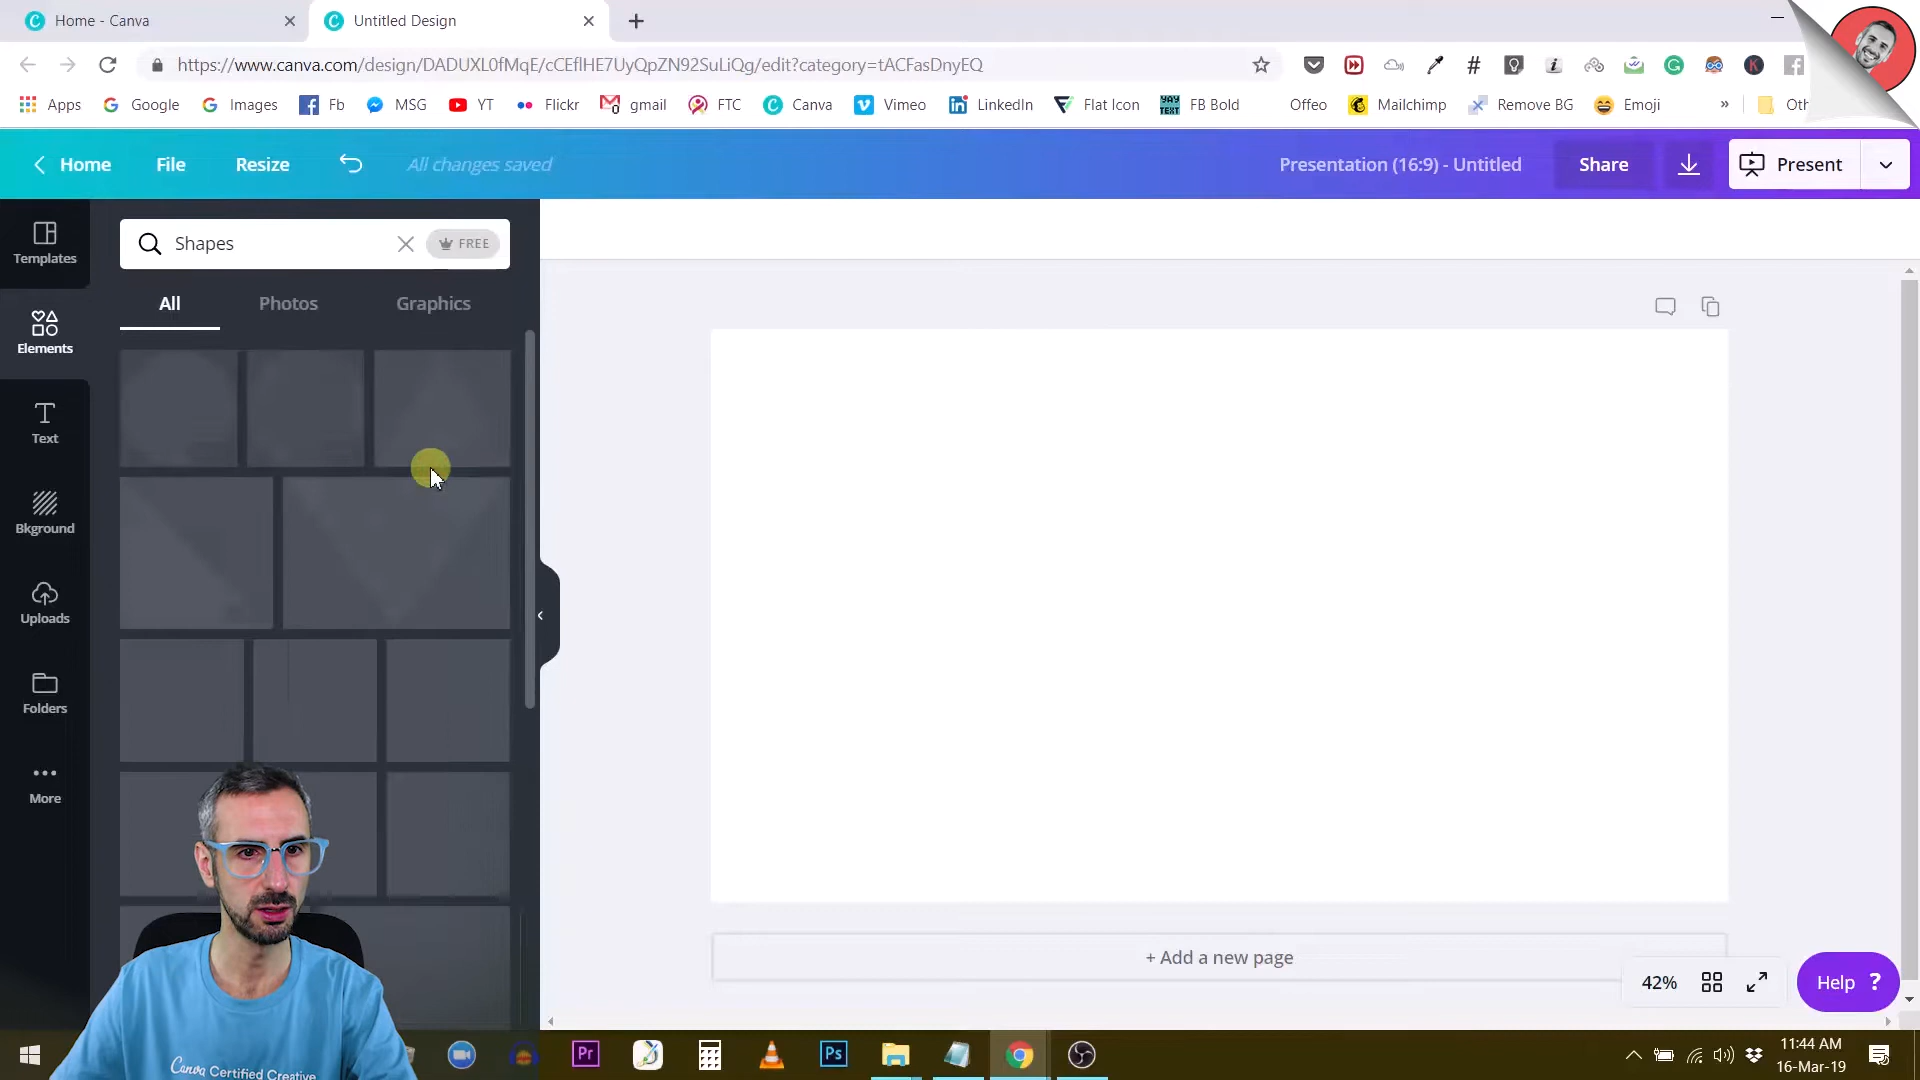 Home - Canva
Untitled Design
https://www.canva.com/design/DADUXL0fMqE/cCEflHE7UyQpZN92SuLiQg/edit?category=tACFasDnyEQ
Apps Google Images Fb MSG YT Flickr gmail FTC Canva Vimeo LinkedIn Flat Icon FB Bold Offeo Mailchimp Remove BG Emoji » Oth
Home File Resize All changes saved Presentation (16:9) - Untitled Share Present
Templates
Shapes FREE
All Photos Graphics
Elements
Text
Bkground
Uploads
Folders
More
+ Add a new page
42% Help ?
Canva Certified Creative
Pr Ps
11:44 AM
16-Mar-19